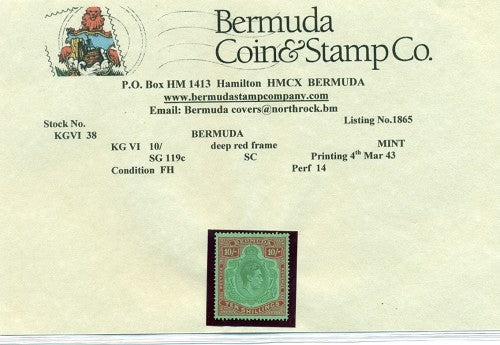 Bermuda
Coin&Stamp Co.
P.O. Box HM 1413 Hamilton HMCX BERMUDA
www.bermudastampcompany.com
Email: Bermuda covers@northrock.bm
Stock No. Listing No.1865
KGVI 38 BERMUDA
KG VI 10/ deep red frame MINT
SG 119c SC Printing 4th Mar 43
Condition FH Perf 14
BERMUDA
10/- 10/-
TEN SHILLINGS